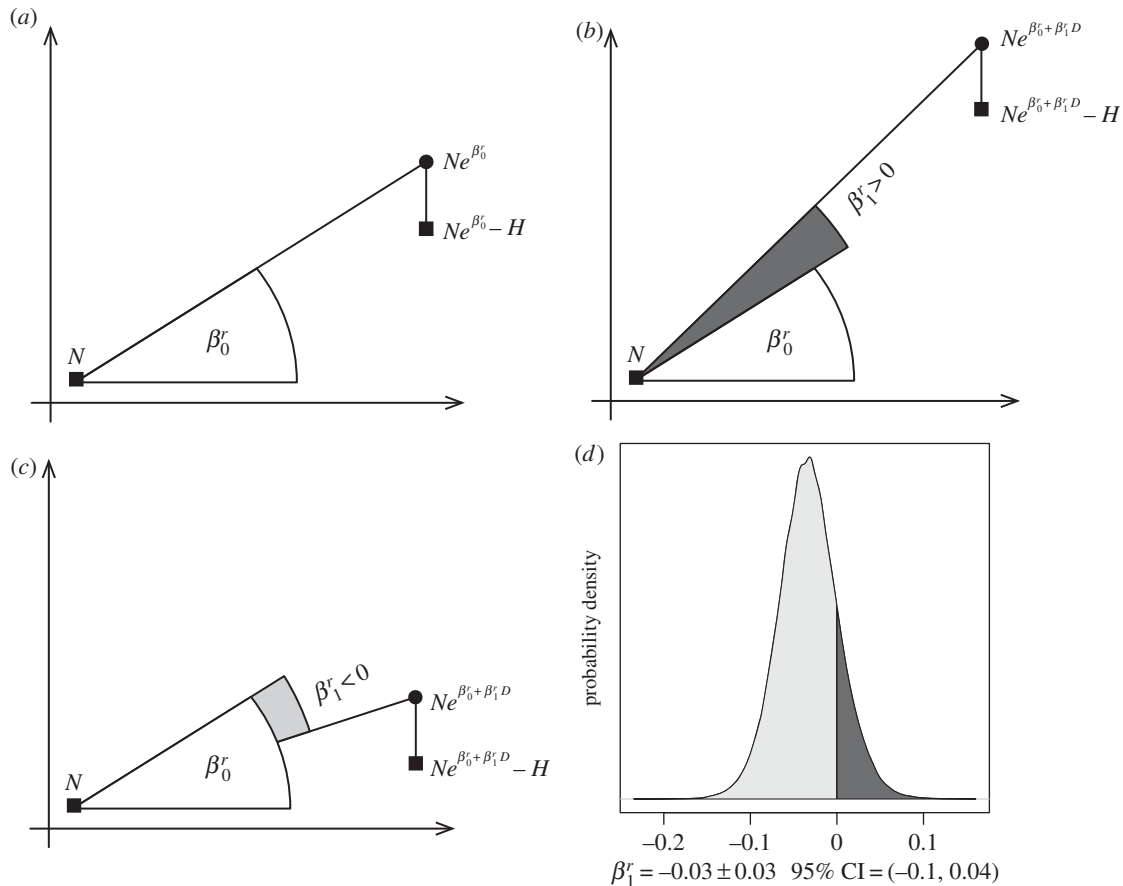 (a)
Ne^{β_0^r}
Ne^{β_0^r} – H
β_0^r
N
(b)
Ne^{β_0^r + β_1^r D}
Ne^{β_0^r + β_1^r D} – H
β_1^r > 0
β_0^r
N
(c)
β_1^r < 0
Ne^{β_0^r + β_1^r D}
Ne^{β_0^r + β_1^r D} – H
β_0^r
N
(d)
probability density
–0.2 –0.1 0 0.1
β_1^r = –0.03 ± 0.03 95% CI = (–0.1, 0.04)